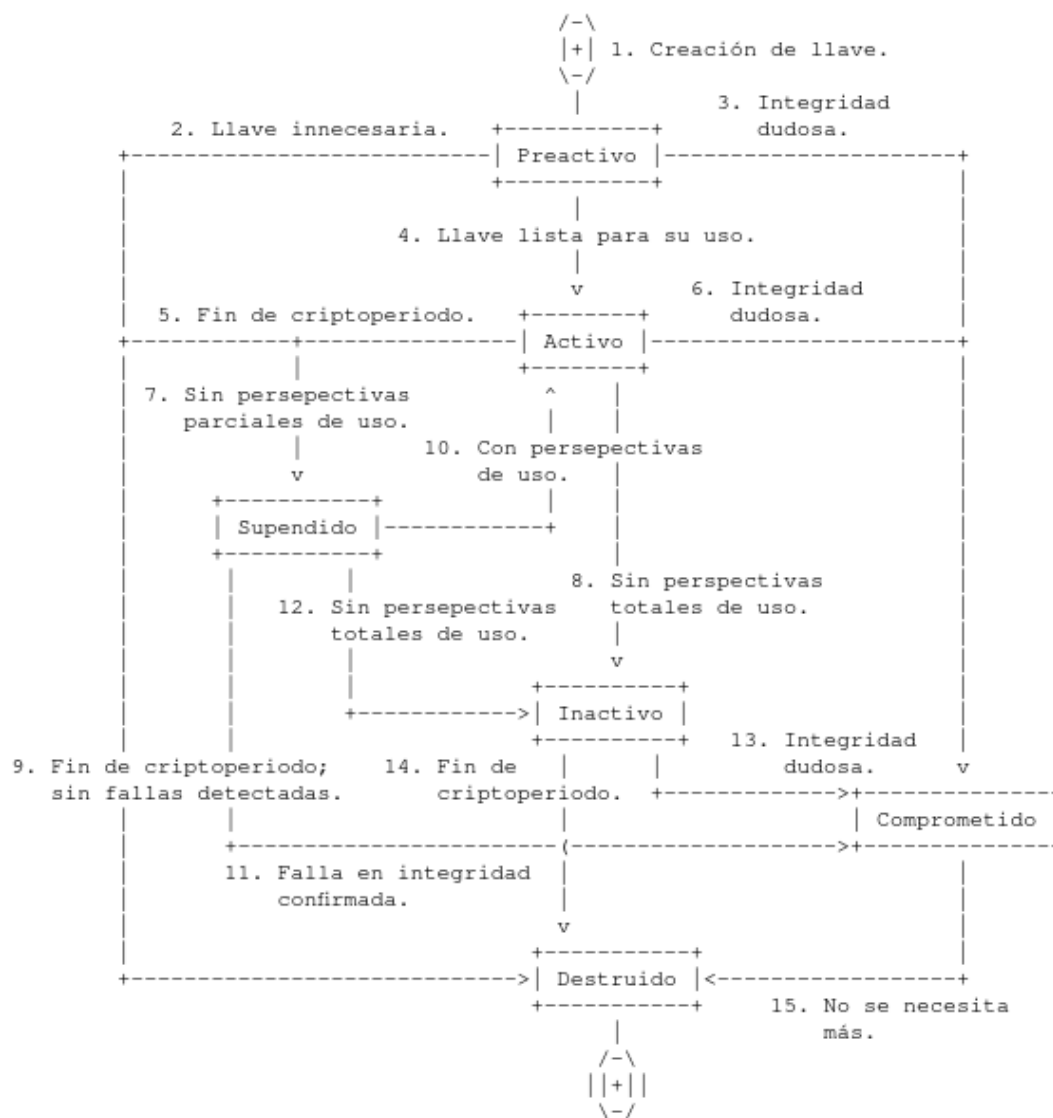 1. Creación de llave.
3. Integridad
dudosa.
2. Llave innecesaria.
Preactivo
4. Llave lista para su uso.
6. Integridad
dudosa.
5. Fin de criptoperiodo.
Activo
7. Sin persepectivas
parciales de uso.
10. Con persepectivas
de uso.
Supendido
8. Sin perspectivas
totales de uso.
12. Sin persepectivas
totales de uso.
Inactivo
13. Integridad
dudosa.
9. Fin de criptoperiodo;
sin fallas detectadas.
14. Fin de
criptoperiodo.
Comprometido
11. Falla en integridad
confirmada.
Destruido
15. No se necesita
más.